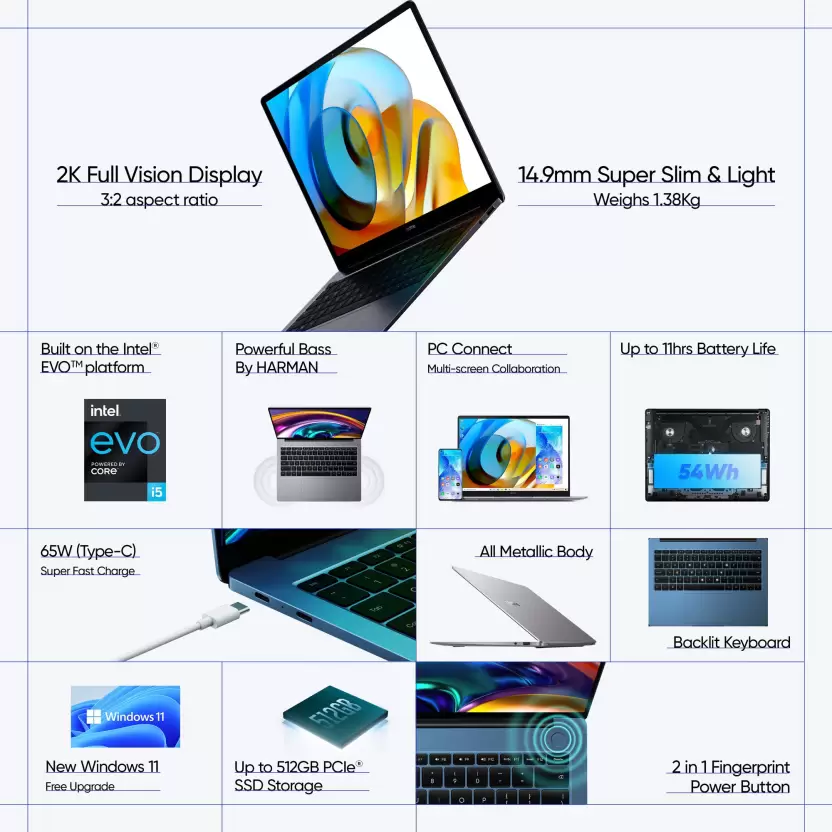 2K Full Vision Display
3:2 aspect ratio
14.9mm Super Slim & Light
Weighs 1.38Kg
Built on the Intel®
EVO™ platform
intel
evo
POWERED BY
CORE
i5
Powerful Bass
By HARMAN
PC Connect
Multi-screen Collaboration
Up to 11hrs Battery Life
54Wh
65W (Type-C)
Super Fast Charge
All Metallic Body
Backlit Keyboard
Windows 11
New Windows 11
Free Upgrade
512GB
Up to 512GB PCIe®
SSD Storage
2 in 1 Fingerprint
Power Button